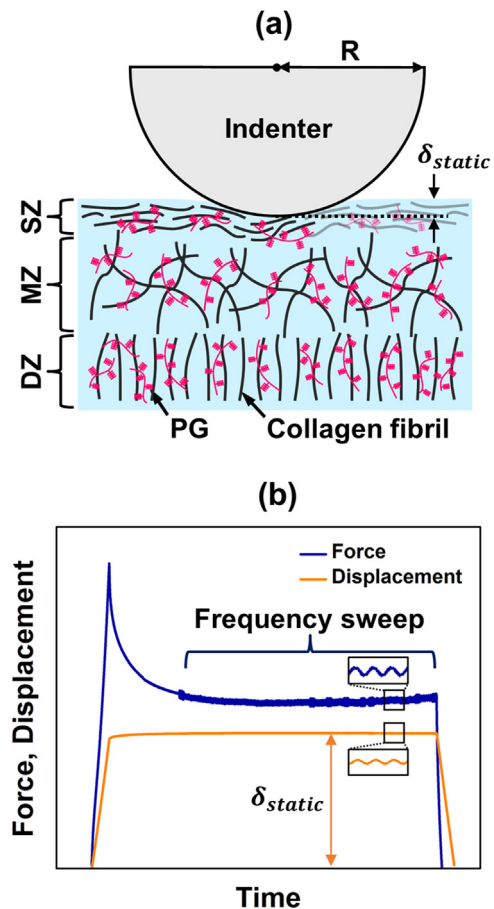 (a)
R
Indenter
δstatic
SZ
MZ
DZ
PG
Collagen fibril
(b)
Force
Displacement
Frequency sweep
Force, Displacement
δstatic
Time